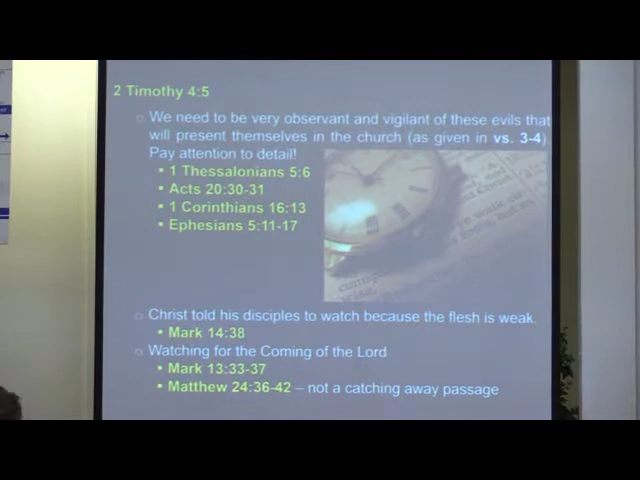 2 Timothy 4:5
We need to be very observant and vigilant of these evils that
will present themselves in the church (as given in vs. 3-4).
Pay attention to detail!
1 Thessalonians 5:6
Acts 20:30-31
1 Corinthians 16:13
Ephesians 5:11-17
Christ told his disciples to watch because the flesh is weak.
Mark 14:38
Watching for the Coming of the Lord
Mark 13:33-37
Matthew 24:36-42 – not a catching away passage